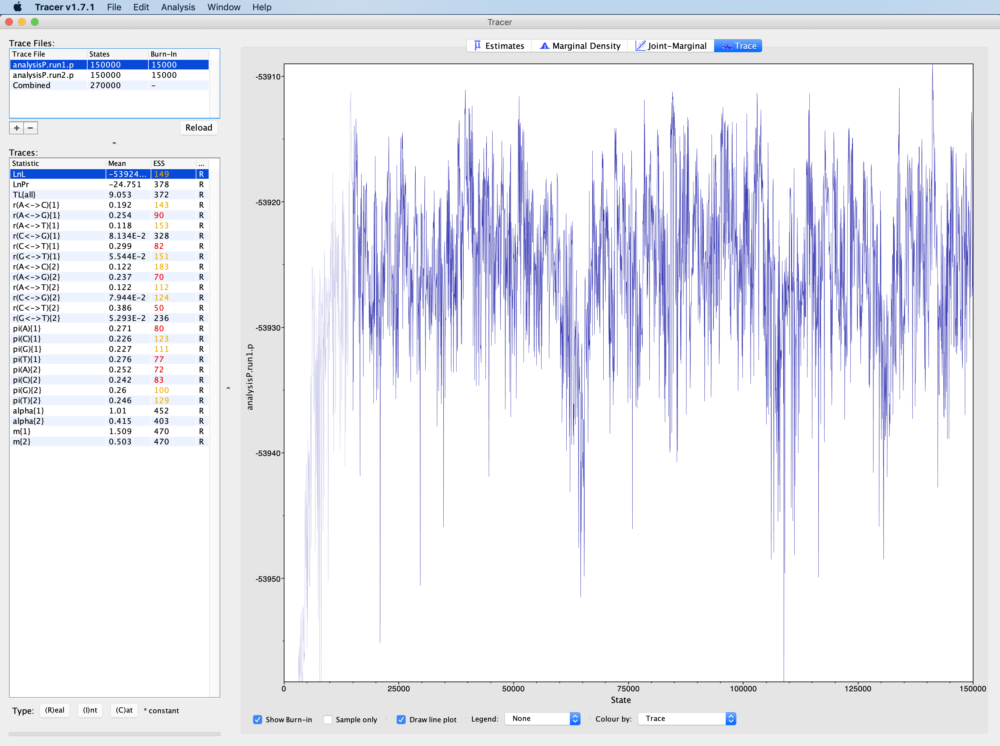 Tracer v1.7.1 File Edit Analysis Window Help
Tracer
Trace Files:
Trace File States Burn-In
analysisP.run1.p 150000 15000
analysisP.run2.p 150000 15000
Combined 270000 –
+ − Reload
Traces:
Statistic Mean ESS ...
LnL −53924... 149 R
LnPr −24.751 378 R
TL{all} 9.053 372 R
r(A<->C){1} 0.192 143 R
r(A<->G){1} 0.254 90 R
r(A<->T){1} 0.118 153 R
r(C<->G){1} 8.134E-2 328 R
r(C<->T){1} 0.299 82 R
r(G<->T){1} 5.544E-2 151 R
r(A<->C){2} 0.122 183 R
r(A<->G){2} 0.237 70 R
r(A<->T){2} 0.122 112 R
r(C<->G){2} 7.944E-2 124 R
r(C<->T){2} 0.386 50 R
r(G<->T){2} 5.293E-2 236 R
pi(A){1} 0.271 80 R
pi(C){1} 0.226 123 R
pi(G){1} 0.227 111 R
pi(T){1} 0.276 77 R
pi(A){2} 0.252 72 R
pi(C){2} 0.242 83 R
pi(G){2} 0.26 100 R
pi(T){2} 0.246 129 R
alpha{1} 1.01 452 R
alpha{2} 0.415 403 R
m{1} 1.509 470 R
m{2} 0.503 470 R
Type: (R)eal (I)nt (C)at * constant
Estimates Marginal Density Joint-Marginal Trace
analysisP.run1.p
-53910
-53920
-53930
-53940
-53950
0 25000 50000 75000 100000 125000 150000
State
Show Burn-in Sample only Draw line plot Legend: None Colour by: Trace